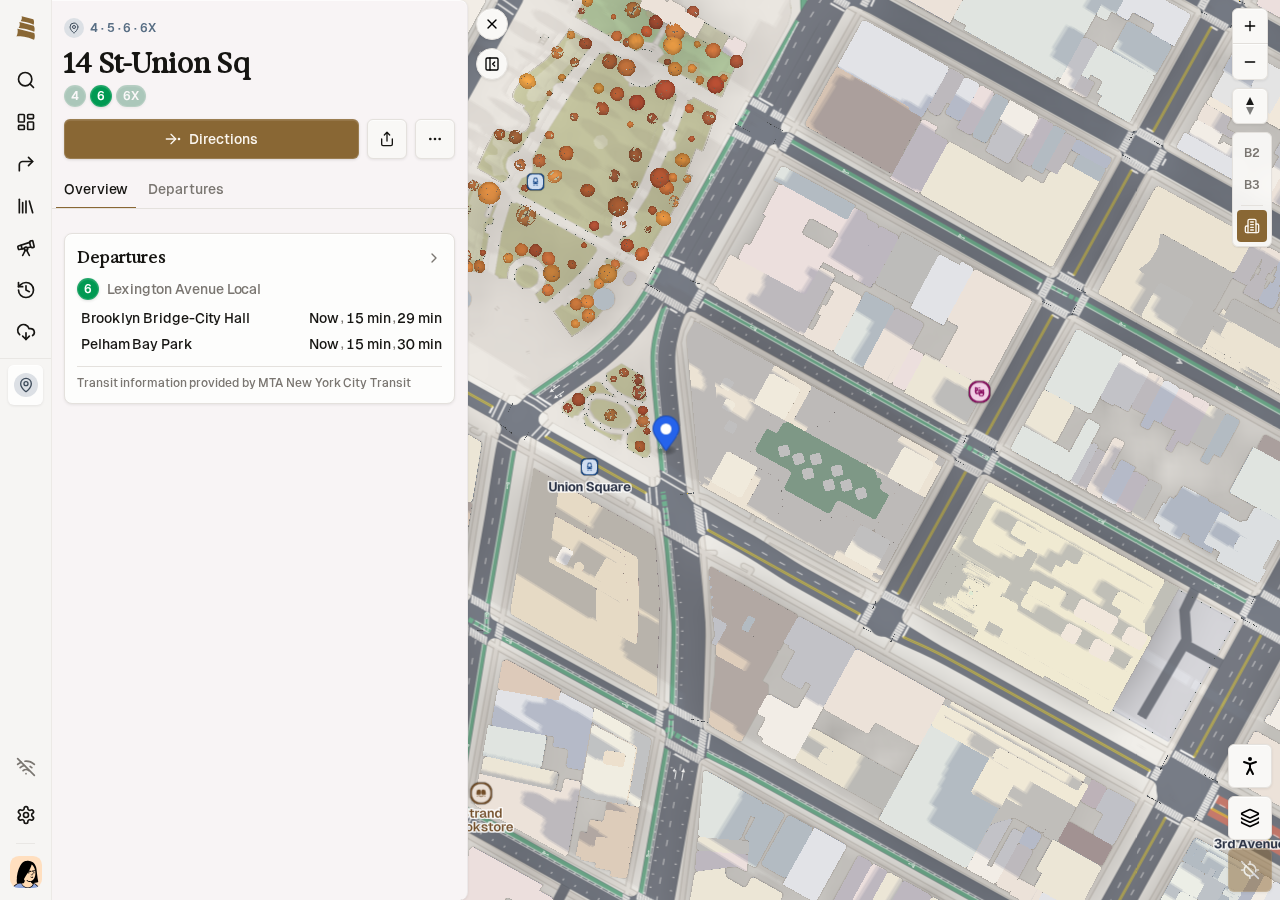 4 · 5 · 6 · 6X
14 St-Union Sq
4 6 6X
Directions
Overview Departures
Departures
6 Lexington Avenue Local
Brooklyn Bridge-City Hall Now, 15 min, 29 min
Pelham Bay Park Now, 15 min, 30 min
Transit information provided by MTA New York City Transit
B2
B3
Union Square
trand
okstore
3rd Avenue